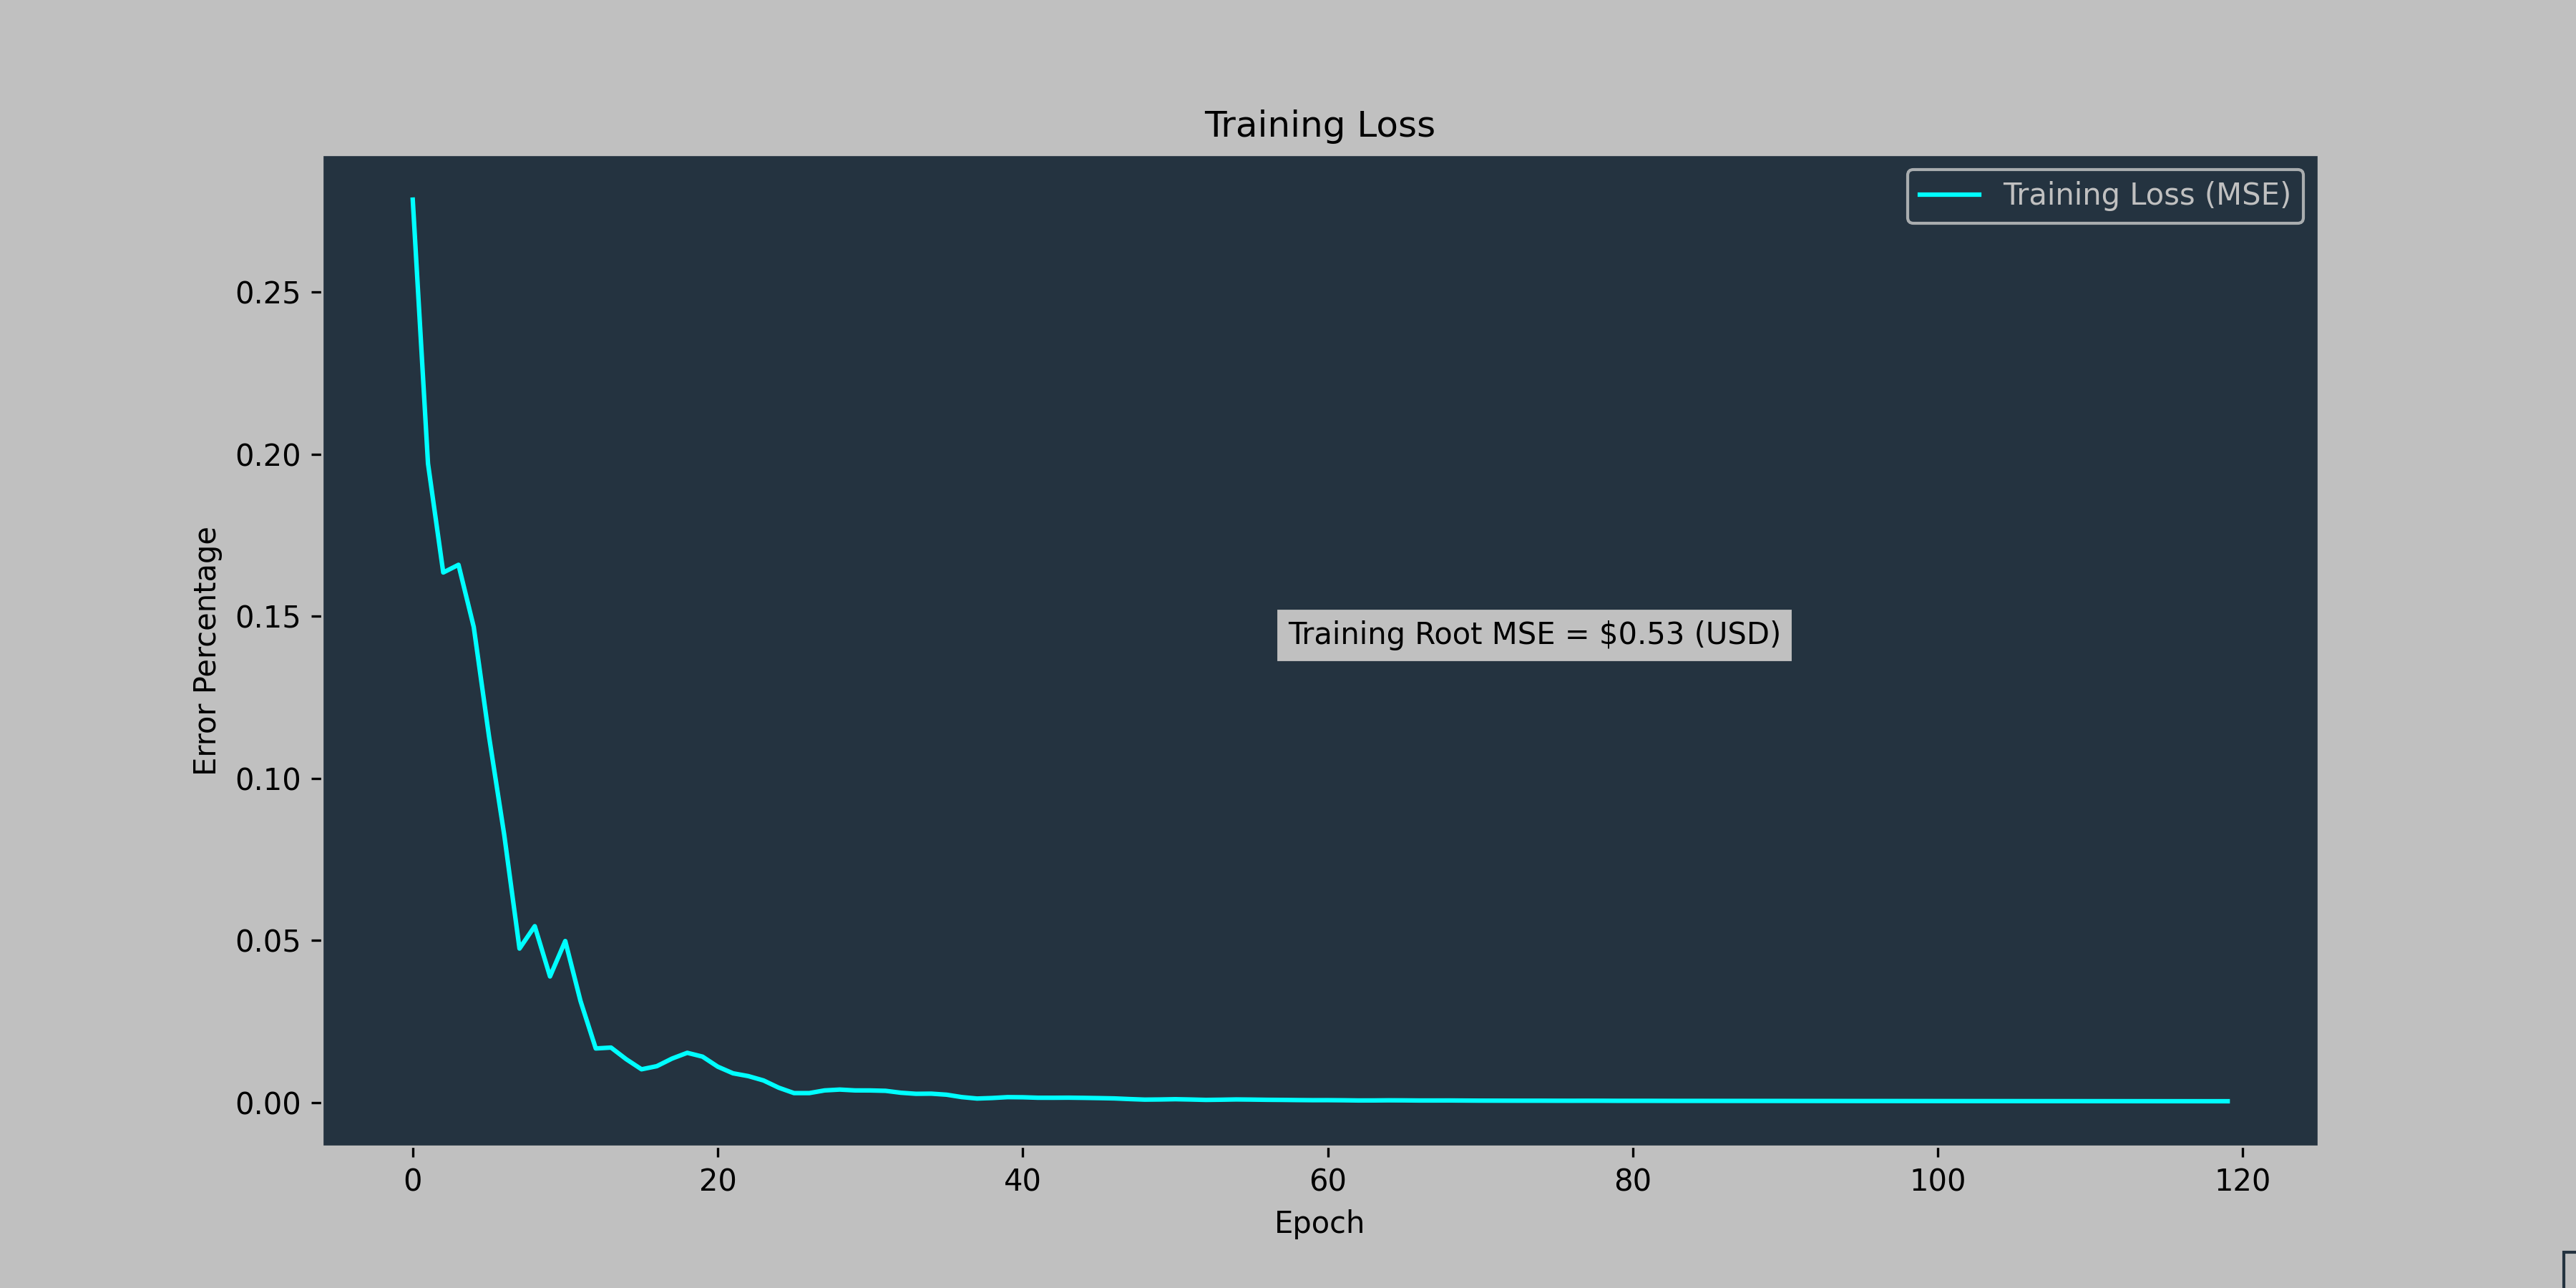 Training Loss
Training Loss (MSE)
0.25
0.20
0.15
0.10
0.05
0.00
Error Percentage
Training Root MSE = $0.53 (USD)
0 20 40 60 80 100 120
Epoch